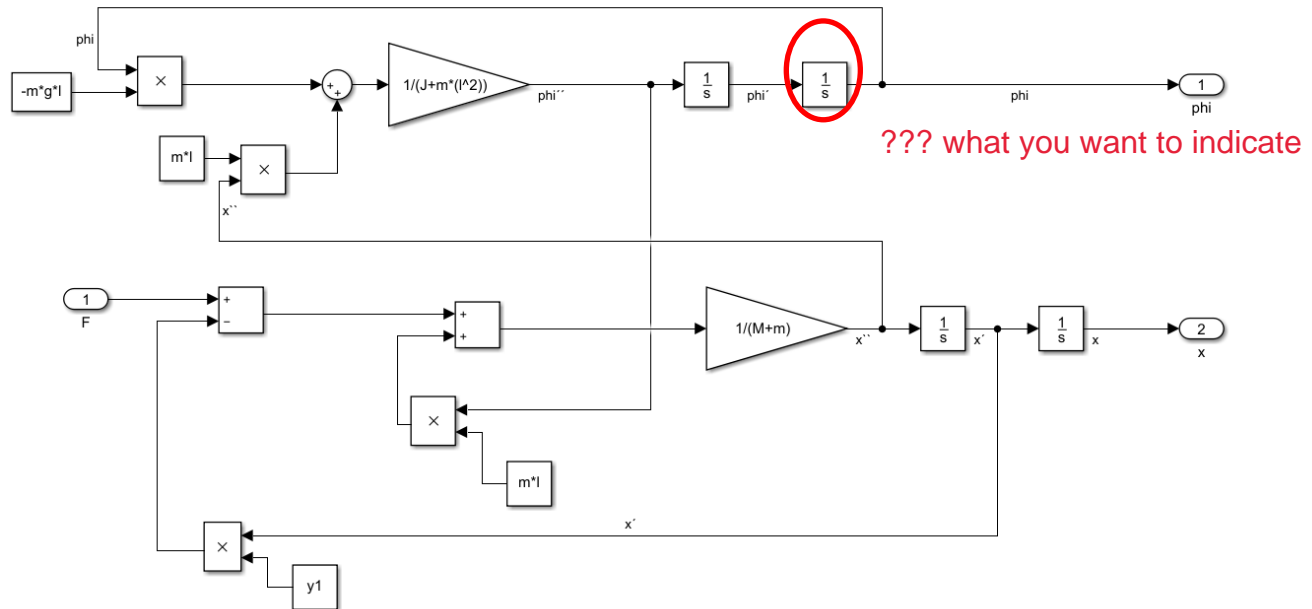 phi
-m*g*l
×
+
+
1/(J+m*(l^2))
phi´´
1
s
phi´
1
s
phi
1
phi
??? what you want to indicate
m*l
×
x``
1
F
+
−
+
+
1/(M+m)
x``
1
s
x´
1
s
x
2
x
×
m*l
x´
×
y1